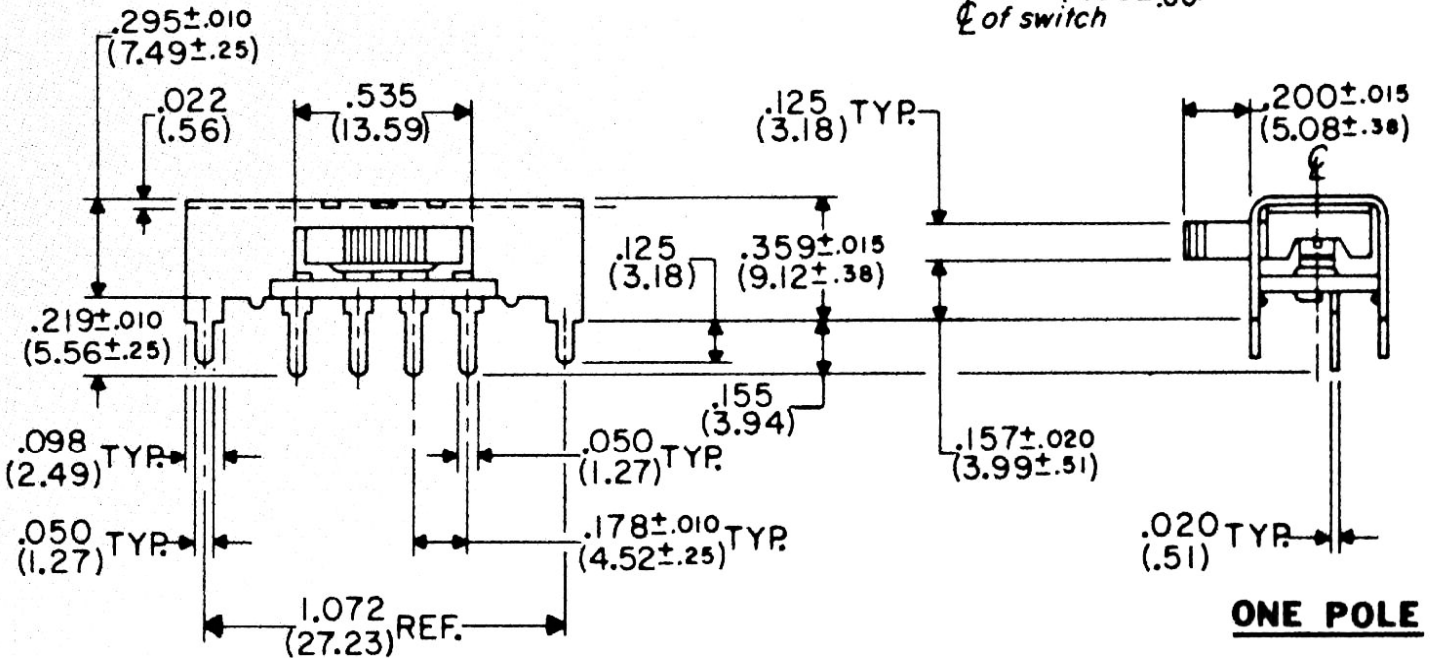 ℄ of switch
.295±.010
(7.49±.25)
.022
(.56)
.535
(13.59)
.125 TYP.
(3.18)
.200±.015
(5.08±.38)
℄
.125
(3.18)
.359±.015
(9.12±.38)
.219±.010
(5.56±.25)
.155
(3.94)
.098 TYP.
(2.49)
.050 TYP.
(1.27)
.157±.020
(3.99±.51)
.050 TYP.
(1.27)
.178±.010 TYP.
(4.52±.25)
.020 TYP.
(.51)
1.072 REF.
(27.23)
ONE POLE